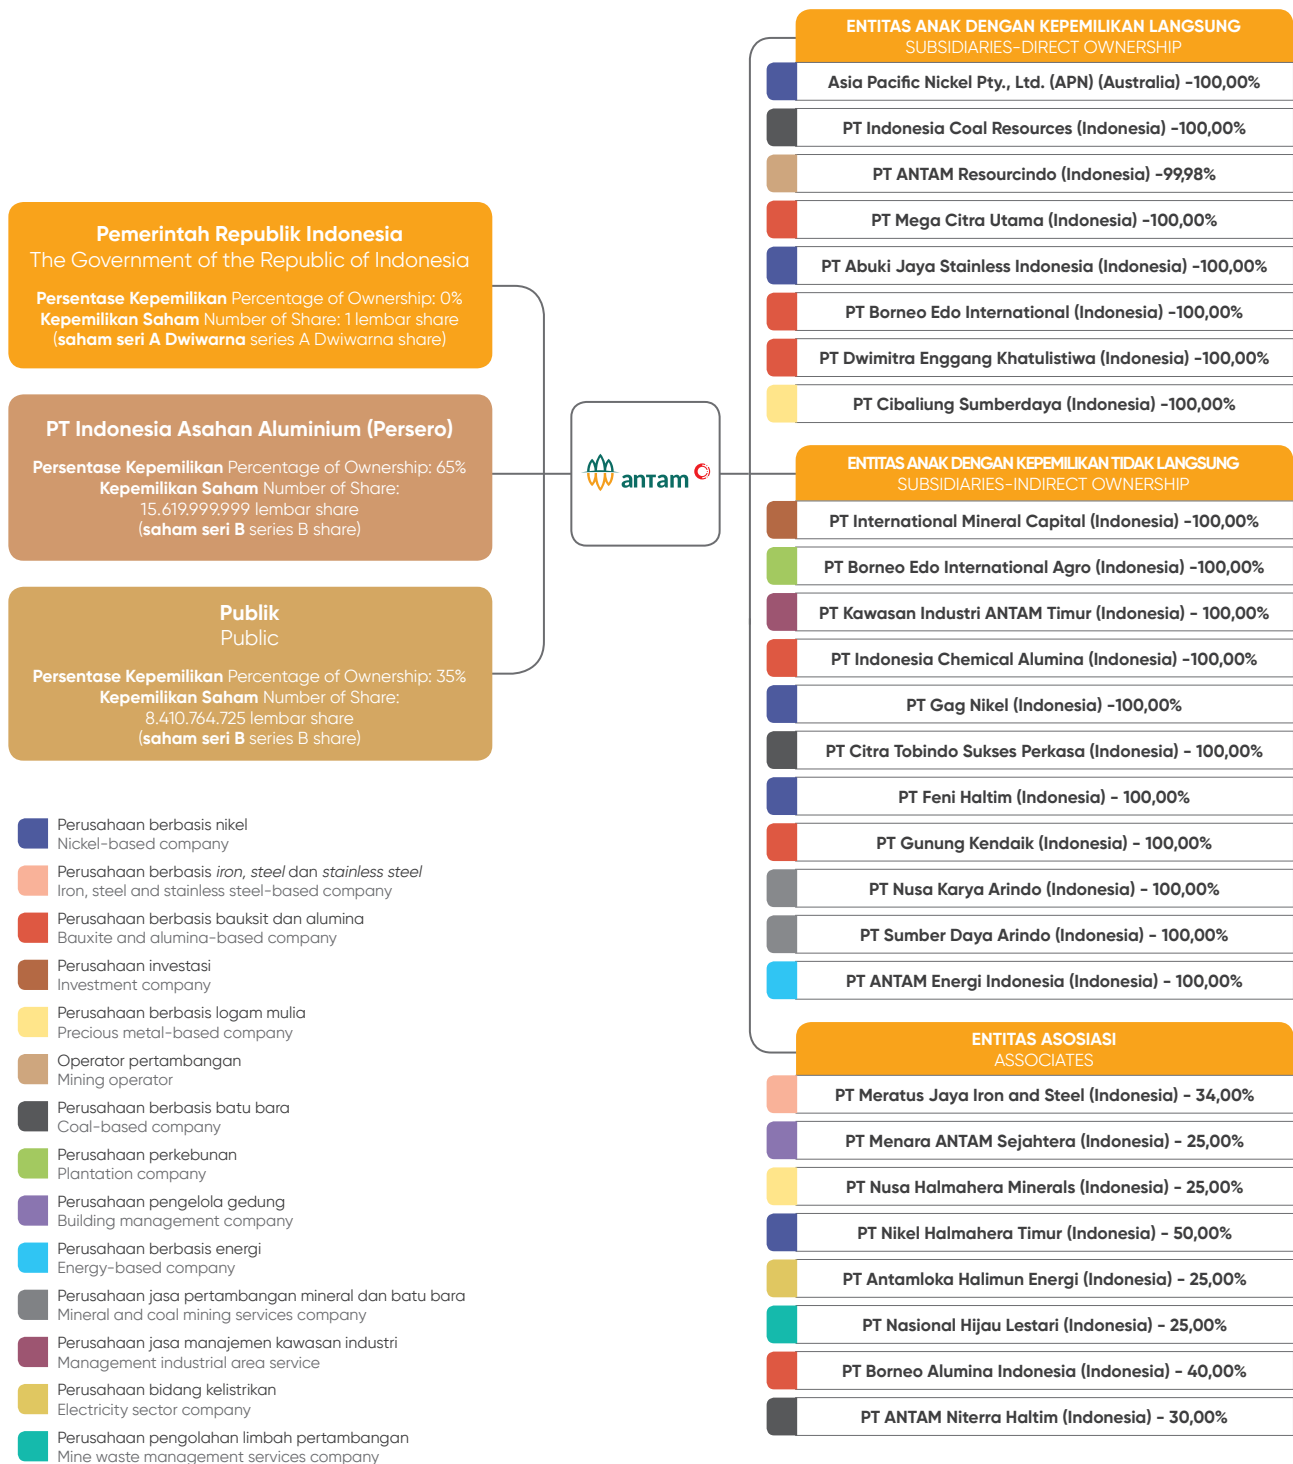 Pemerintah Republik Indonesia
The Government of the Republic of Indonesia
Persentase Kepemilikan Percentage of Ownership: 0%
Kepemilikan Saham Number of Share: 1 lembar share
(saham seri A Dwiwarna series A Dwiwarna share)
PT Indonesia Asahan Aluminium (Persero)
Persentase Kepemilikan Percentage of Ownership: 65%
Kepemilikan Saham Number of Share:
15.619.999.999 lembar share
(saham seri B series B share)
Publik
Public
Persentase Kepemilikan Percentage of Ownership: 35%
Kepemilikan Saham Number of Share:
8.410.764.725 lembar share
(saham seri B series B share)
antam
ENTITAS ANAK DENGAN KEPEMILIKAN LANGSUNG
SUBSIDIARIES-DIRECT OWNERSHIP
Asia Pacific Nickel Pty., Ltd. (APN) (Australia) -100,00%
PT Indonesia Coal Resources (Indonesia) -100,00%
PT ANTAM Resourcindo (Indonesia) -99,98%
PT Mega Citra Utama (Indonesia) -100,00%
PT Abuki Jaya Stainless Indonesia (Indonesia) -100,00%
PT Borneo Edo International (Indonesia) -100,00%
PT Dwimitra Enggang Khatulistiwa (Indonesia) -100,00%
PT Cibaliung Sumberdaya (Indonesia) -100,00%
ENTITAS ANAK DENGAN KEPEMILIKAN TIDAK LANGSUNG
SUBSIDIARIES-INDIRECT OWNERSHIP
PT International Mineral Capital (Indonesia) -100,00%
PT Borneo Edo International Agro (Indonesia) -100,00%
PT Kawasan Industri ANTAM Timur (Indonesia) - 100,00%
PT Indonesia Chemical Alumina (Indonesia) -100,00%
PT Gag Nikel (Indonesia) -100,00%
PT Citra Tobindo Sukses Perkasa (Indonesia) - 100,00%
PT Feni Haltim (Indonesia) - 100,00%
PT Gunung Kendaik (Indonesia) - 100,00%
PT Nusa Karya Arindo (Indonesia) - 100,00%
PT Sumber Daya Arindo (Indonesia) - 100,00%
PT ANTAM Energi Indonesia (Indonesia) - 100,00%
ENTITAS ASOSIASI
ASSOCIATES
PT Meratus Jaya Iron and Steel (Indonesia) - 34,00%
PT Menara ANTAM Sejahtera (Indonesia) - 25,00%
PT Nusa Halmahera Minerals (Indonesia) - 25,00%
PT Nikel Halmahera Timur (Indonesia) - 50,00%
PT Antamloka Halimun Energi (Indonesia) - 25,00%
PT Nasional Hijau Lestari (Indonesia) - 25,00%
PT Borneo Alumina Indonesia (Indonesia) - 40,00%
PT ANTAM Niterra Haltim (Indonesia) - 30,00%
Perusahaan berbasis nikel
Nickel-based company
Perusahaan berbasis iron, steel dan stainless steel
Iron, steel and stainless steel-based company
Perusahaan berbasis bauksit dan alumina
Bauxite and alumina-based company
Perusahaan investasi
Investment company
Perusahaan berbasis logam mulia
Precious metal-based company
Operator pertambangan
Mining operator
Perusahaan berbasis batu bara
Coal-based company
Perusahaan perkebunan
Plantation company
Perusahaan pengelola gedung
Building management company
Perusahaan berbasis energi
Energy-based company
Perusahaan jasa pertambangan mineral dan batu bara
Mineral and coal mining services company
Perusahaan jasa manajemen kawasan industri
Management industrial area service
Perusahaan bidang kelistrikan
Electricity sector company
Perusahaan pengolahan limbah pertambangan
Mine waste management services company